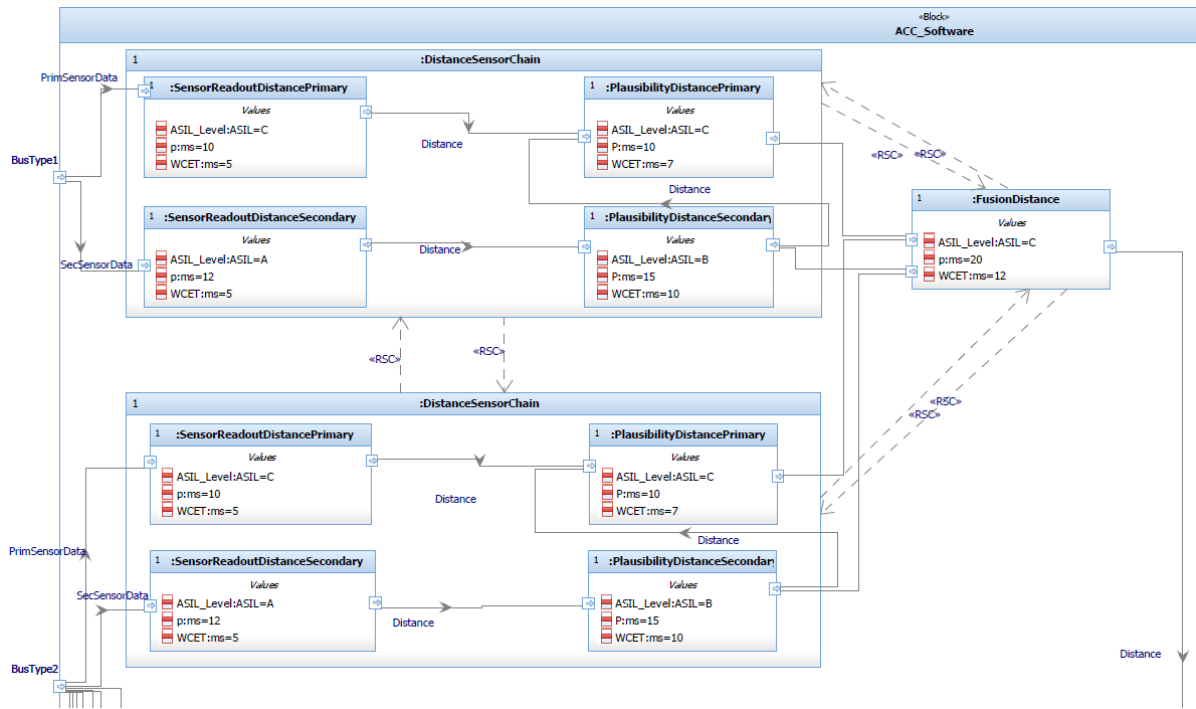 «Block»
ACC_Software
1 :DistanceSensorChain
PrimSensorData
1 :SensorReadoutDistancePrimary
Values
ASIL_Level:ASIL=C
p:ms=10
WCET:ms=5
Distance
1 :PlausibilityDistancePrimary
Values
ASIL_Level:ASIL=C
P:ms=10
WCET:ms=7
«RSC»
«RSC»
BusType1
Distance
1 :SensorReadoutDistanceSecondary
Values
ASIL_Level:ASIL=A
p:ms=12
WCET:ms=5
SecSensorData
Distance
1 :PlausibilityDistanceSecondary
Values
ASIL_Level:ASIL=B
P:ms=15
WCET:ms=10
1 :FusionDistance
Values
ASIL_Level:ASIL=C
p:ms=20
WCET:ms=12
«RSC»
«RSC»
1 :DistanceSensorChain
«RSC»
«RSC»
1 :SensorReadoutDistancePrimary
Values
ASIL_Level:ASIL=C
p:ms=10
WCET:ms=5
Distance
1 :PlausibilityDistancePrimary
Values
ASIL_Level:ASIL=C
P:ms=10
WCET:ms=7
PrimSensorData
Distance
1 :SensorReadoutDistanceSecondary
Values
ASIL_Level:ASIL=A
p:ms=12
WCET:ms=5
SecSensorData
Distance
1 :PlausibilityDistanceSecondary
Values
ASIL_Level:ASIL=B
P:ms=15
WCET:ms=10
BusType2
Distance